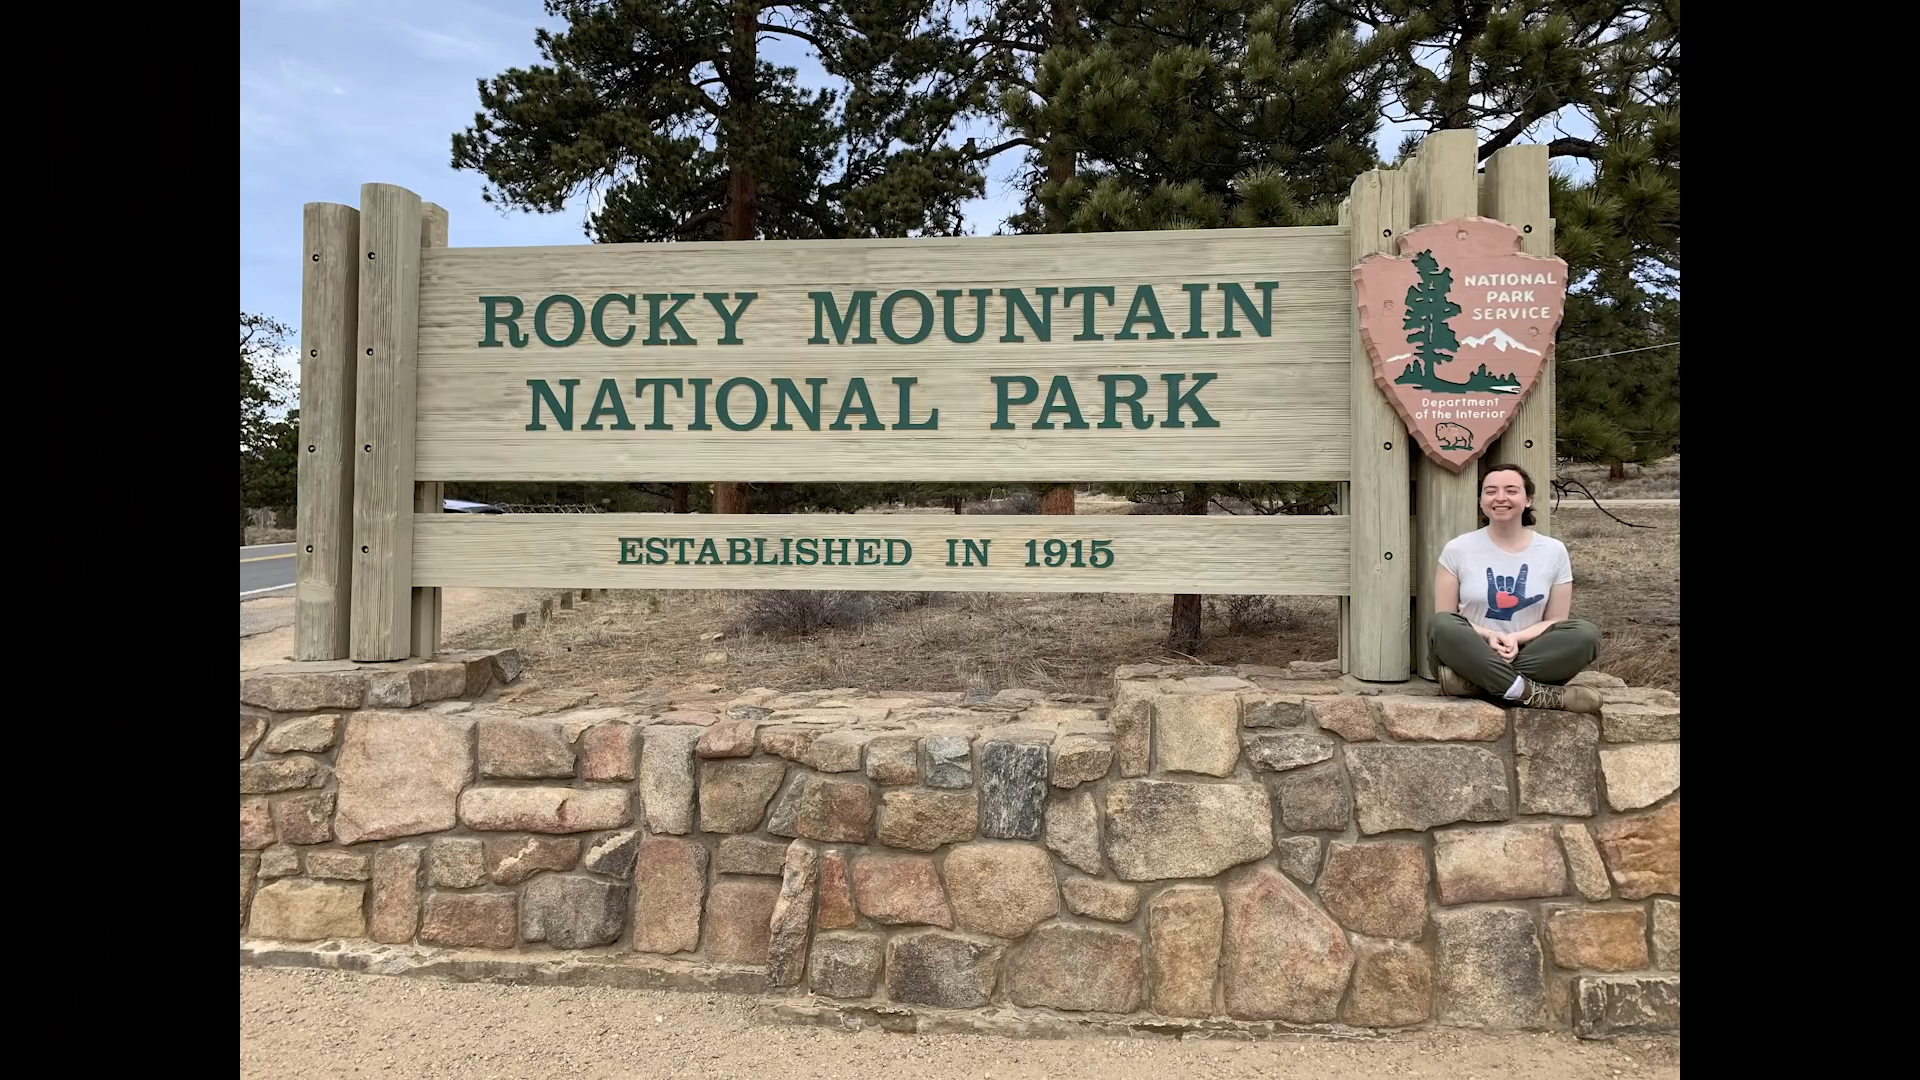 ROCKY MOUNTAIN
NATIONAL PARK
ESTABLISHED IN 1915
NATIONAL
PARK
SERVICE
Department
of the Interior